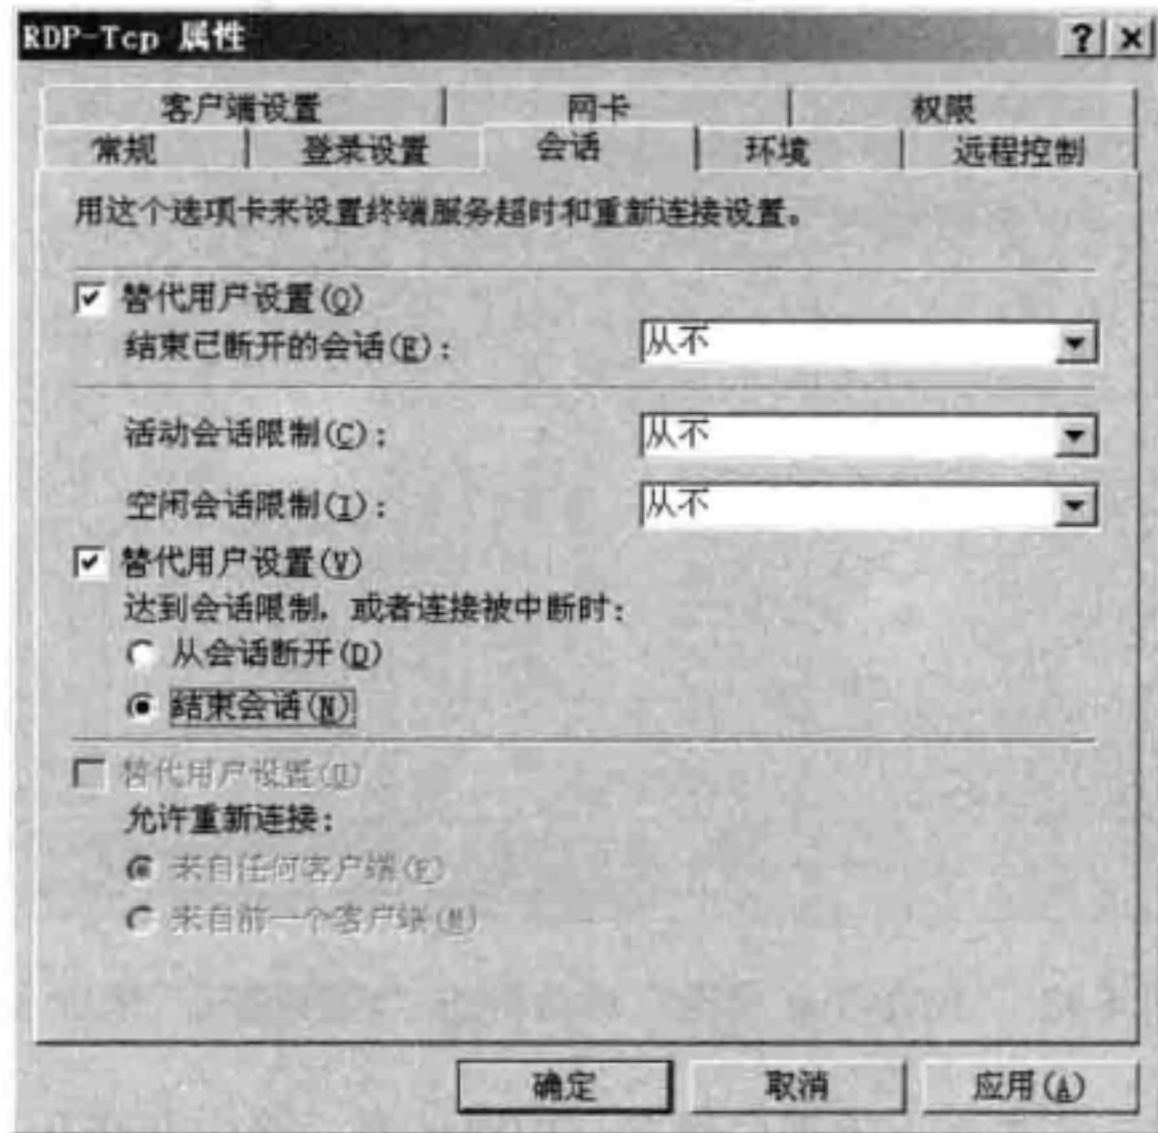 RDP-Tcp 属性
客户端设置 网卡 权限
常规 登录设置 会话 环境 远程控制
用这个选项卡来设置终端服务超时和重新连接设置。
替代用户设置(O)
结束已断开的会话(E): 从不
活动会话限制(C): 从不
空闲会话限制(I): 从不
替代用户设置(V)
达到会话限制, 或者连接被中断时:
从会话断开(D)
结束会话(N)
替代用户设置(U)
允许重新连接:
来自任何客户端(F)
来自前一个客户端(M)
确定 取消 应用(A)